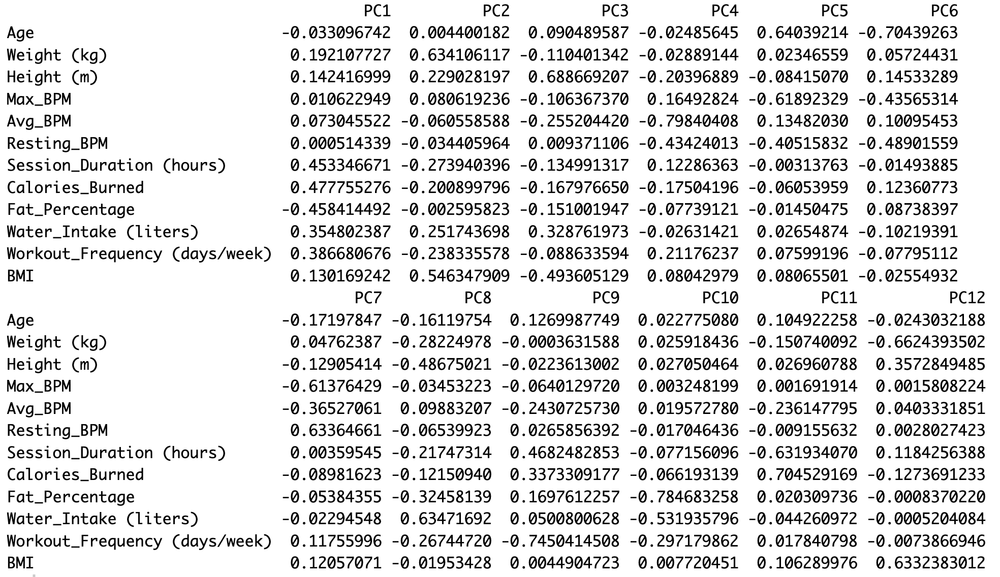 PC1 PC2 PC3 PC4 PC5 PC6
Age -0.033096742 0.004400182 0.090489587 -0.02485645 0.64039214 -0.70439263
Weight (kg) 0.192107727 0.634106117 -0.110401342 -0.02889144 0.02346559 0.05724431
Height (m) 0.142416999 0.229028197 0.688669207 -0.20396889 -0.08415070 0.14533289
Max_BPM 0.010622949 0.080619236 -0.106367370 0.16492824 -0.61892329 -0.43565314
Avg_BPM 0.073045522 -0.060558588 -0.255204420 -0.79840408 0.13482030 0.10095453
Resting_BPM 0.000514339 -0.034405964 0.009371106 -0.43424013 -0.40515832 -0.48901559
Session_Duration (hours) 0.453346671 -0.273940396 -0.134991317 0.12286363 -0.00313763 -0.01493885
Calories_Burned 0.477755276 -0.200899796 -0.167976650 -0.17504196 -0.06053959 0.12360773
Fat_Percentage -0.458414492 -0.002595823 -0.151001947 -0.07739121 -0.01450475 0.08738397
Water_Intake (liters) 0.354802387 0.251743698 0.328761973 -0.02631421 0.02654874 -0.10219391
Workout_Frequency (days/week) 0.386680676 -0.238335578 -0.088633594 0.21176237 0.07599196 -0.07795112
BMI 0.130169242 0.546347909 -0.493605129 0.08042979 0.08065501 -0.02554932
PC7 PC8 PC9 PC10 PC11 PC12
Age -0.17197847 -0.16119754 0.1269987749 0.022775080 0.104922258 -0.0243032188
Weight (kg) 0.04762387 -0.28224978 -0.0003631588 0.025918436 -0.150740092 -0.6624393502
Height (m) -0.12905414 -0.48675021 -0.0223613002 0.027050464 0.026960788 0.3572849485
Max_BPM -0.61376429 -0.03453223 -0.0640129720 0.003248199 0.001691914 0.0015808224
Avg_BPM -0.36527061 0.09883207 -0.2430725730 0.019572780 -0.236147795 0.0403331851
Resting_BPM 0.63364661 -0.06539923 0.0265856392 -0.017046436 -0.009155632 0.0028027423
Session_Duration (hours) 0.00359545 -0.21747314 0.4682482853 -0.077156096 -0.631934070 0.1184256388
Calories_Burned -0.08981623 -0.12150940 0.3373309177 -0.066193139 0.704529169 -0.1273691233
Fat_Percentage -0.05384355 -0.32458139 0.1697612257 -0.784683258 0.020309736 -0.0008370220
Water_Intake (liters) -0.02294548 0.63471692 0.0500800628 -0.531935796 -0.044260972 -0.0005204084
Workout_Frequency (days/week) 0.11755996 -0.26744720 -0.7450414508 -0.297179862 0.017840798 -0.0073866946
BMI 0.12057071 -0.01953428 0.0044904723 0.007720451 0.106289976 0.6332383012